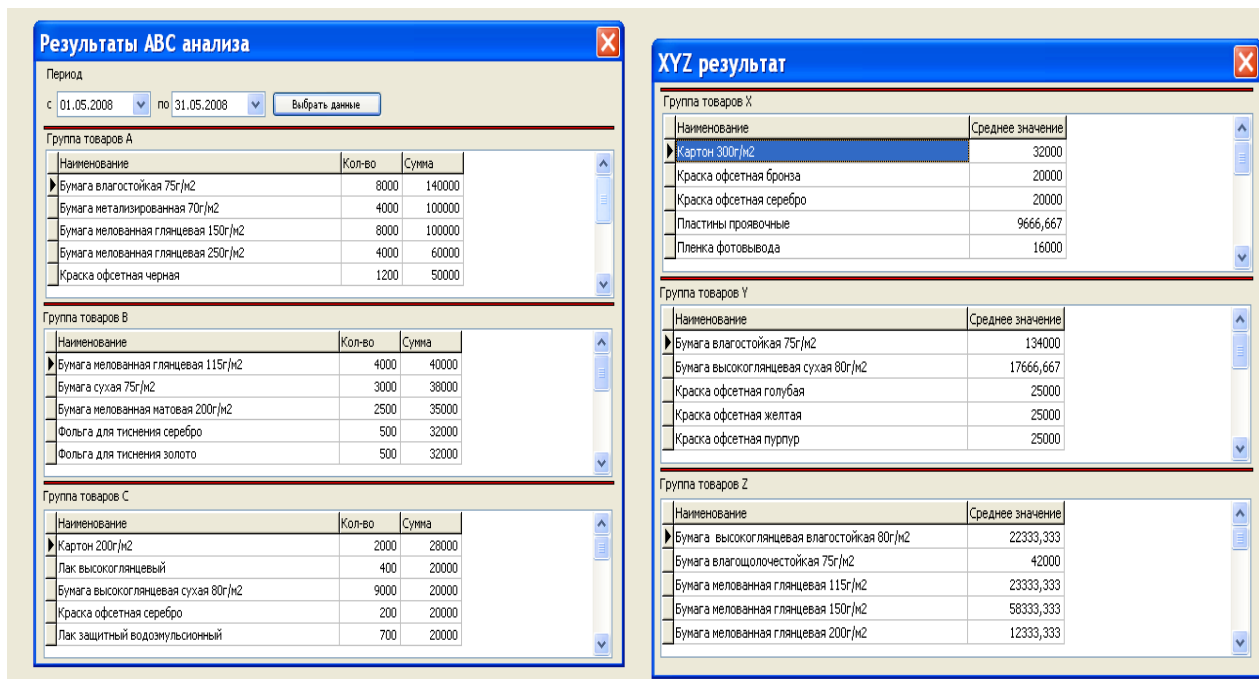 Результаты ABC анализа
Период
с 01.05.2008 по 31.05.2008 Выбрать данные
Группа товаров А
Наименование Кол-во Сумма
Бумага влагостойкая 75г/м2 8000 140000
Бумага метализированная 70г/м2 4000 100000
Бумага мелованная глянцевая 150г/м2 8000 100000
Бумага мелованная глянцевая 250г/м2 4000 60000
Краска офсетная черная 1200 50000
Группа товаров В
Наименование Кол-во Сумма
Бумага мелованная глянцевая 115г/м2 4000 40000
Бумага сухая 75г/м2 3000 38000
Бумага мелованная матовая 200г/м2 2500 35000
Фольга для тиснения серебро 500 32000
Фольга для тиснения золото 500 32000
Группа товаров С
Наименование Кол-во Сумма
Картон 200г/м2 2000 28000
Лак высокоглянцевый 400 20000
Бумага высокоглянцевая сухая 80г/м2 9000 20000
Краска офсетная серебро 200 20000
Лак защитный водоэмульсионный 700 20000
XYZ результат
Группа товаров X
Наименование Среднее значение
Картон 300г/м2 32000
Краска офсетная бронза 20000
Краска офсетная серебро 20000
Пластины проявочные 9666,667
Пленка фотовывода 16000
Группа товаров Y
Наименование Среднее значение
Бумага влагостойкая 75г/м2 134000
Бумага высокоглянцевая сухая 80г/м2 17666,667
Краска офсетная голубая 25000
Краска офсетная желтая 25000
Краска офсетная пурпур 25000
Группа товаров Z
Наименование Среднее значение
Бумага высокоглянцевая влагостойкая 80г/м2 22333,333
Бумага влагощолочестойкая 75г/м2 42000
Бумага мелованная глянцевая 115г/м2 23333,333
Бумага мелованная глянцевая 150г/м2 58333,333
Бумага мелованная глянцевая 200г/м2 12333,333